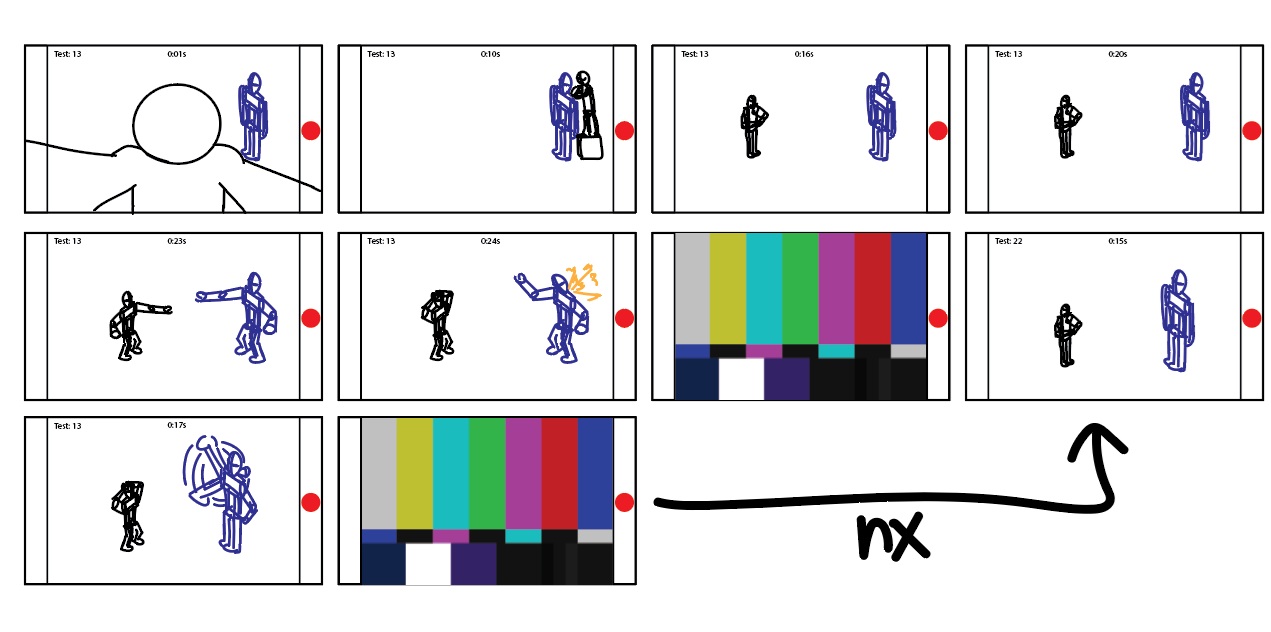 Test: 13 0:01s
Test: 13 0:10s
Test: 13 0:16s
Test: 13 0:20s
Test: 13 0:23s
Test: 13 0:24s
Test: 22 0:15s
Test: 13 0:17s
nx